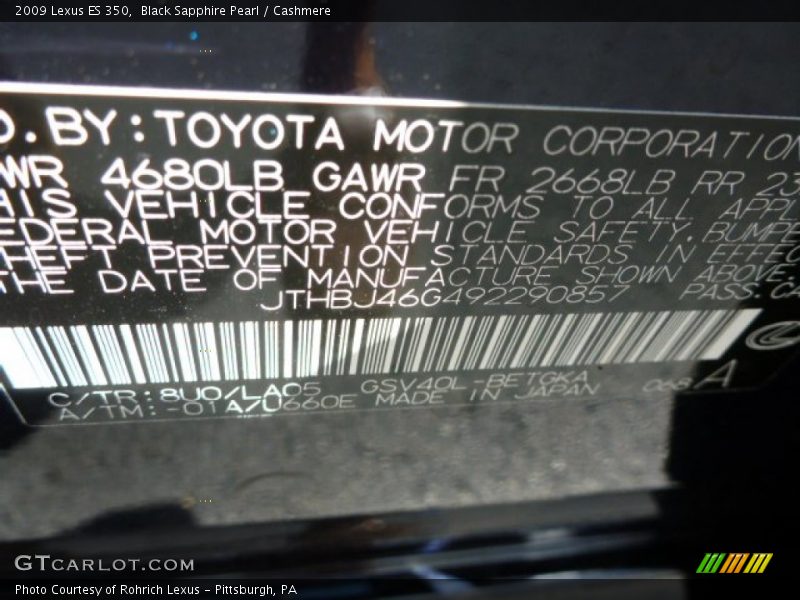 2009 Lexus ES 350,  Black Sapphire Pearl / Cashmere
D.BY:TOYOTA MOTOR CORPORATION
WR 4680LB GAWR FR 2668LB RR 23
HIS VEHICLE CONFORMS TO ALL APPL
EDERAL MOTOR VEHICLE SAFETY,BUMPE
HEFT PREVENTION STANDARDS IN EFFEC
THE DATE OF MANUFACTURE SHOWN ABOVE.
JTHBJ46G492290857 PASS.CA
C/TR:8U0/LA05 GSV40L-BETGKA
A/TM:-01A/U660E MADE IN JAPAN 068 A
GTCARLOT.COM
Photo Courtesy of Rohrich Lexus - Pittsburgh, PA